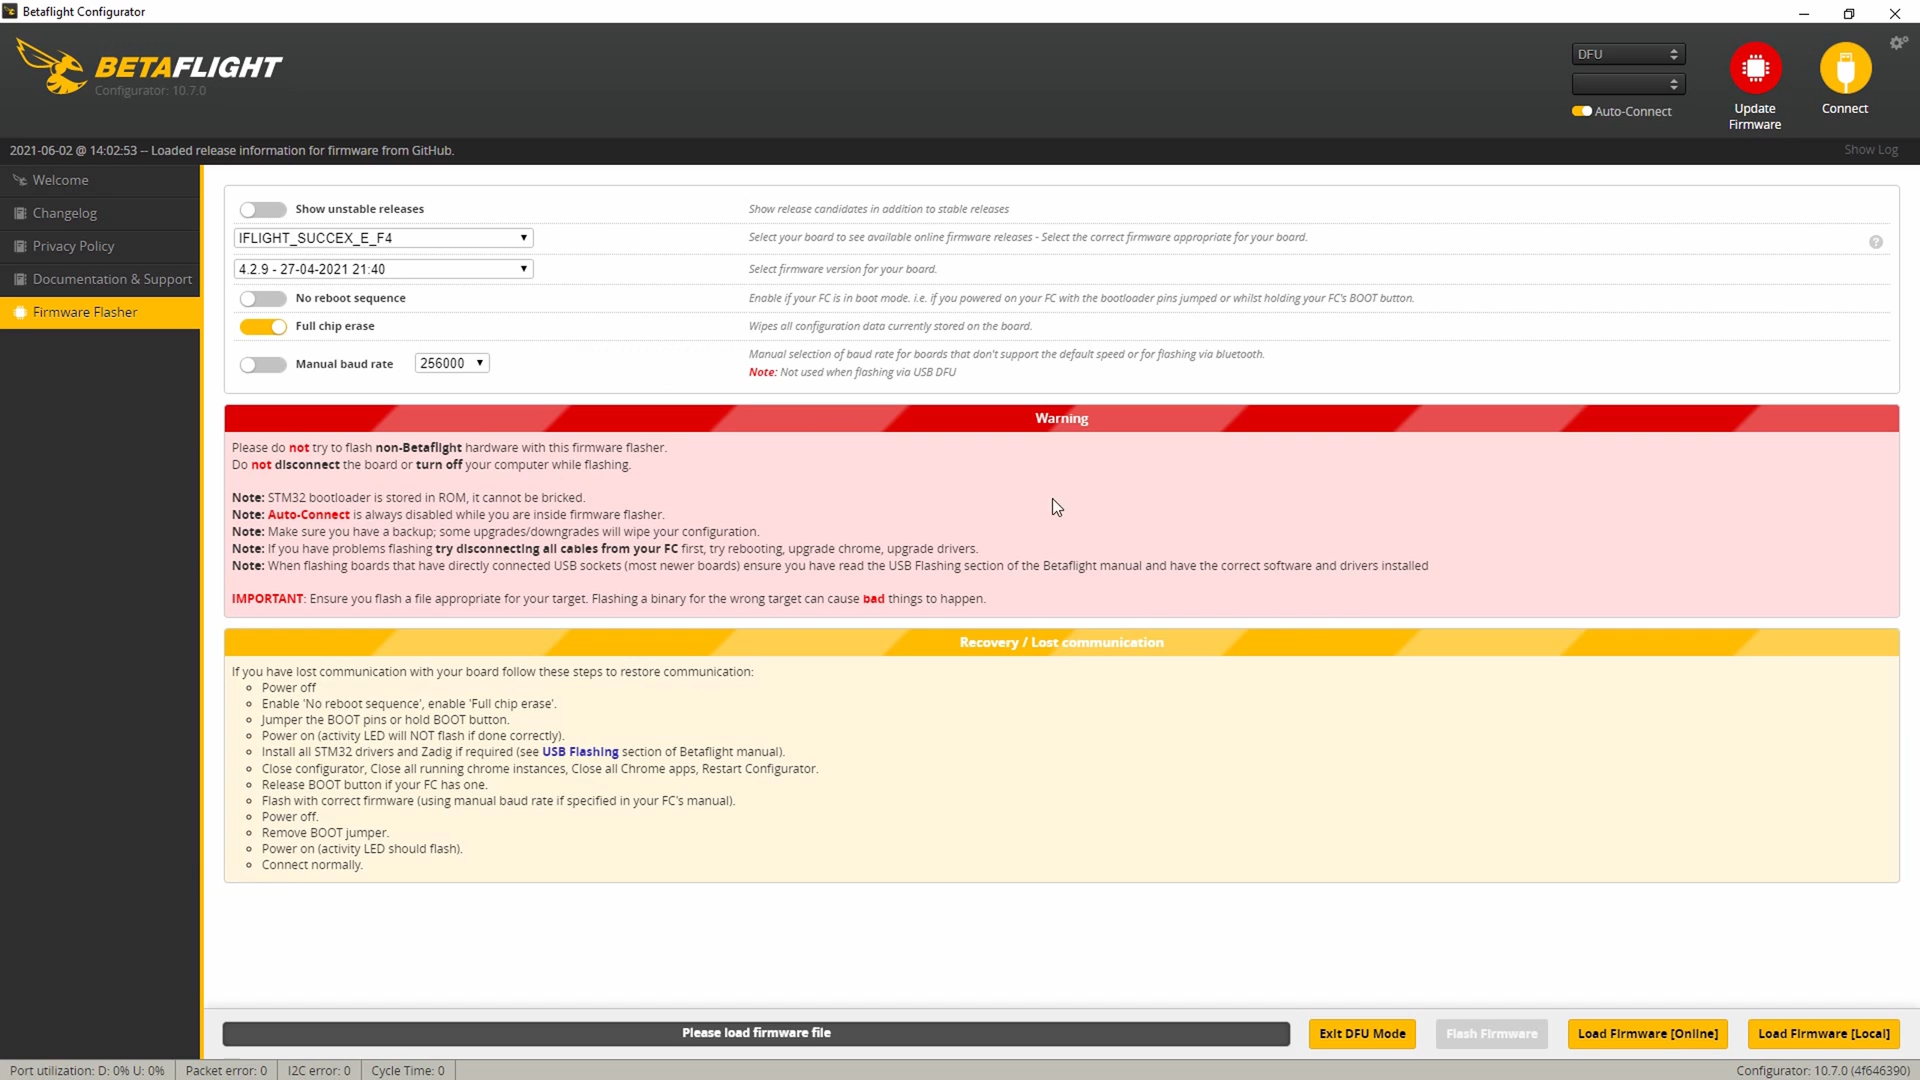 Betaflight Configurator
BETAFLIGHT
Configurator: 10.7.0
DFU
Auto-Connect
Update
Firmware
Connect
2021-06-02 @ 14:02:53 -- Loaded release information for firmware from GitHub.
Show Log
Welcome
Changelog
Privacy Policy
Documentation & Support
Firmware Flasher
Show unstable releases
Show release candidates in addition to stable releases
IFLIGHT_SUCCEX_E_F4
Select your board to see available online firmware releases - Select the correct firmware appropriate for your board.
?
4.2.9 - 27-04-2021 21:40
Select firmware version for your board.
No reboot sequence
Enable if your FC is in boot mode. i.e. if you powered on your FC with the bootloader pins jumped or whilst holding your FC's BOOT button.
Full chip erase
Wipes all configuration data currently stored on the board.
Manual baud rate
256000
Manual selection of baud rate for boards that don't support the default speed or for flashing via bluetooth.
Note: Not used when flashing via USB DFU
Warning
Please do not try to flash non-Betaflight hardware with this firmware flasher.
Do not disconnect the board or turn off your computer while flashing.
Note: STM32 bootloader is stored in ROM, it cannot be bricked.
Note: Auto-Connect is always disabled while you are inside firmware flasher.
Note: Make sure you have a backup; some upgrades/downgrades will wipe your configuration.
Note: If you have problems flashing try disconnecting all cables from your FC first, try rebooting, upgrade chrome, upgrade drivers.
Note: When flashing boards that have directly connected USB sockets (most newer boards) ensure you have read the USB Flashing section of the Betaflight manual and have the correct software and drivers installed
IMPORTANT: Ensure you flash a file appropriate for your target. Flashing a binary for the wrong target can cause bad things to happen.
Recovery / Lost communication
If you have lost communication with your board follow these steps to restore communication:
Power off
Enable 'No reboot sequence', enable 'Full chip erase'.
Jumper the BOOT pins or hold BOOT button.
Power on (activity LED will NOT flash if done correctly).
Install all STM32 drivers and Zadig if required (see USB Flashing section of Betaflight manual).
Close configurator, Close all running chrome instances, Close all Chrome apps, Restart Configurator.
Release BOOT button if your FC has one.
Flash with correct firmware (using manual baud rate if specified in your FC's manual).
Power off.
Remove BOOT jumper.
Power on (activity LED should flash).
Connect normally.
Please load firmware file
Exit DFU Mode
Flash Firmware
Load Firmware [Online]
Load Firmware [Local]
Port utilization: D: 0% U: 0%
Packet error: 0
I2C error: 0
Cycle Time: 0
Configurator: 10.7.0 (4f646390)